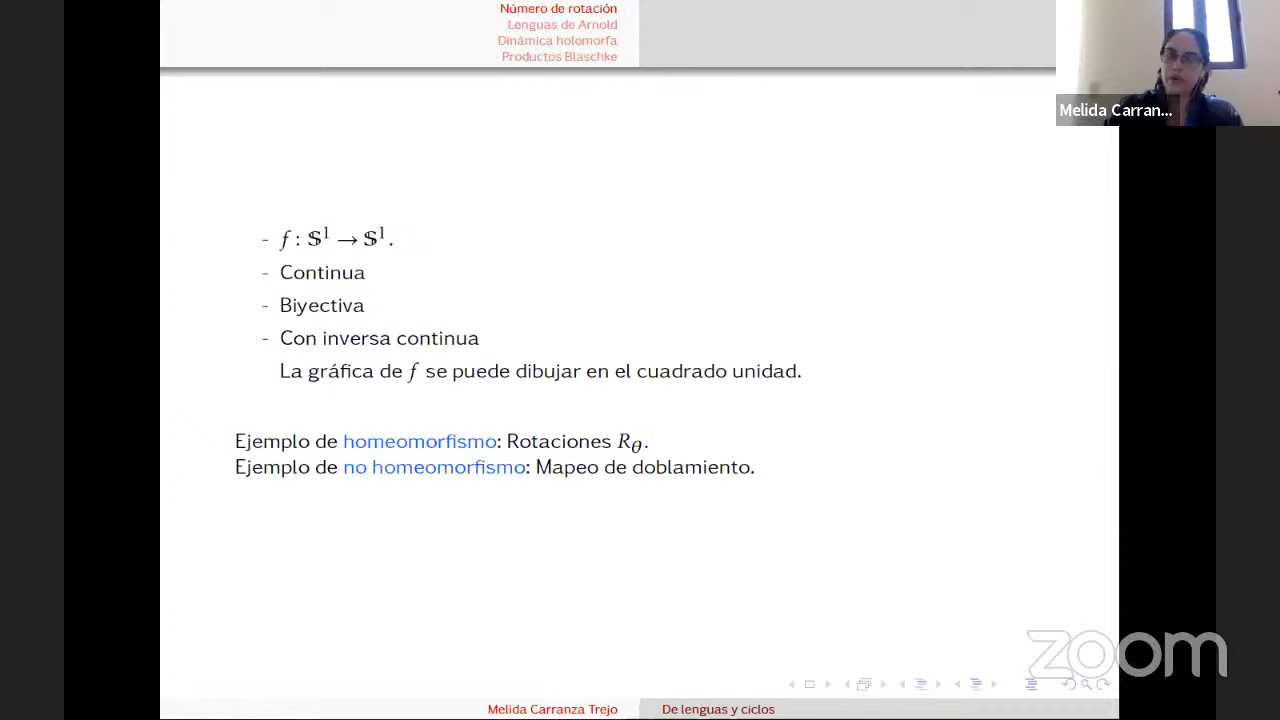 Número de rotación
Lenguas de Arnold
Dinámica holomorfa
Productos Blaschke
Melida Carran...
- f : 𝕊¹ → 𝕊¹.
- Continua
- Biyectiva
- Con inversa continua
La gráfica de f se puede dibujar en el cuadrado unidad.
Ejemplo de homeomorfismo: Rotaciones R_θ.
Ejemplo de no homeomorfismo: Mapeo de doblamiento.
zoom
Melida Carranza Trejo
De lenguas y ciclos